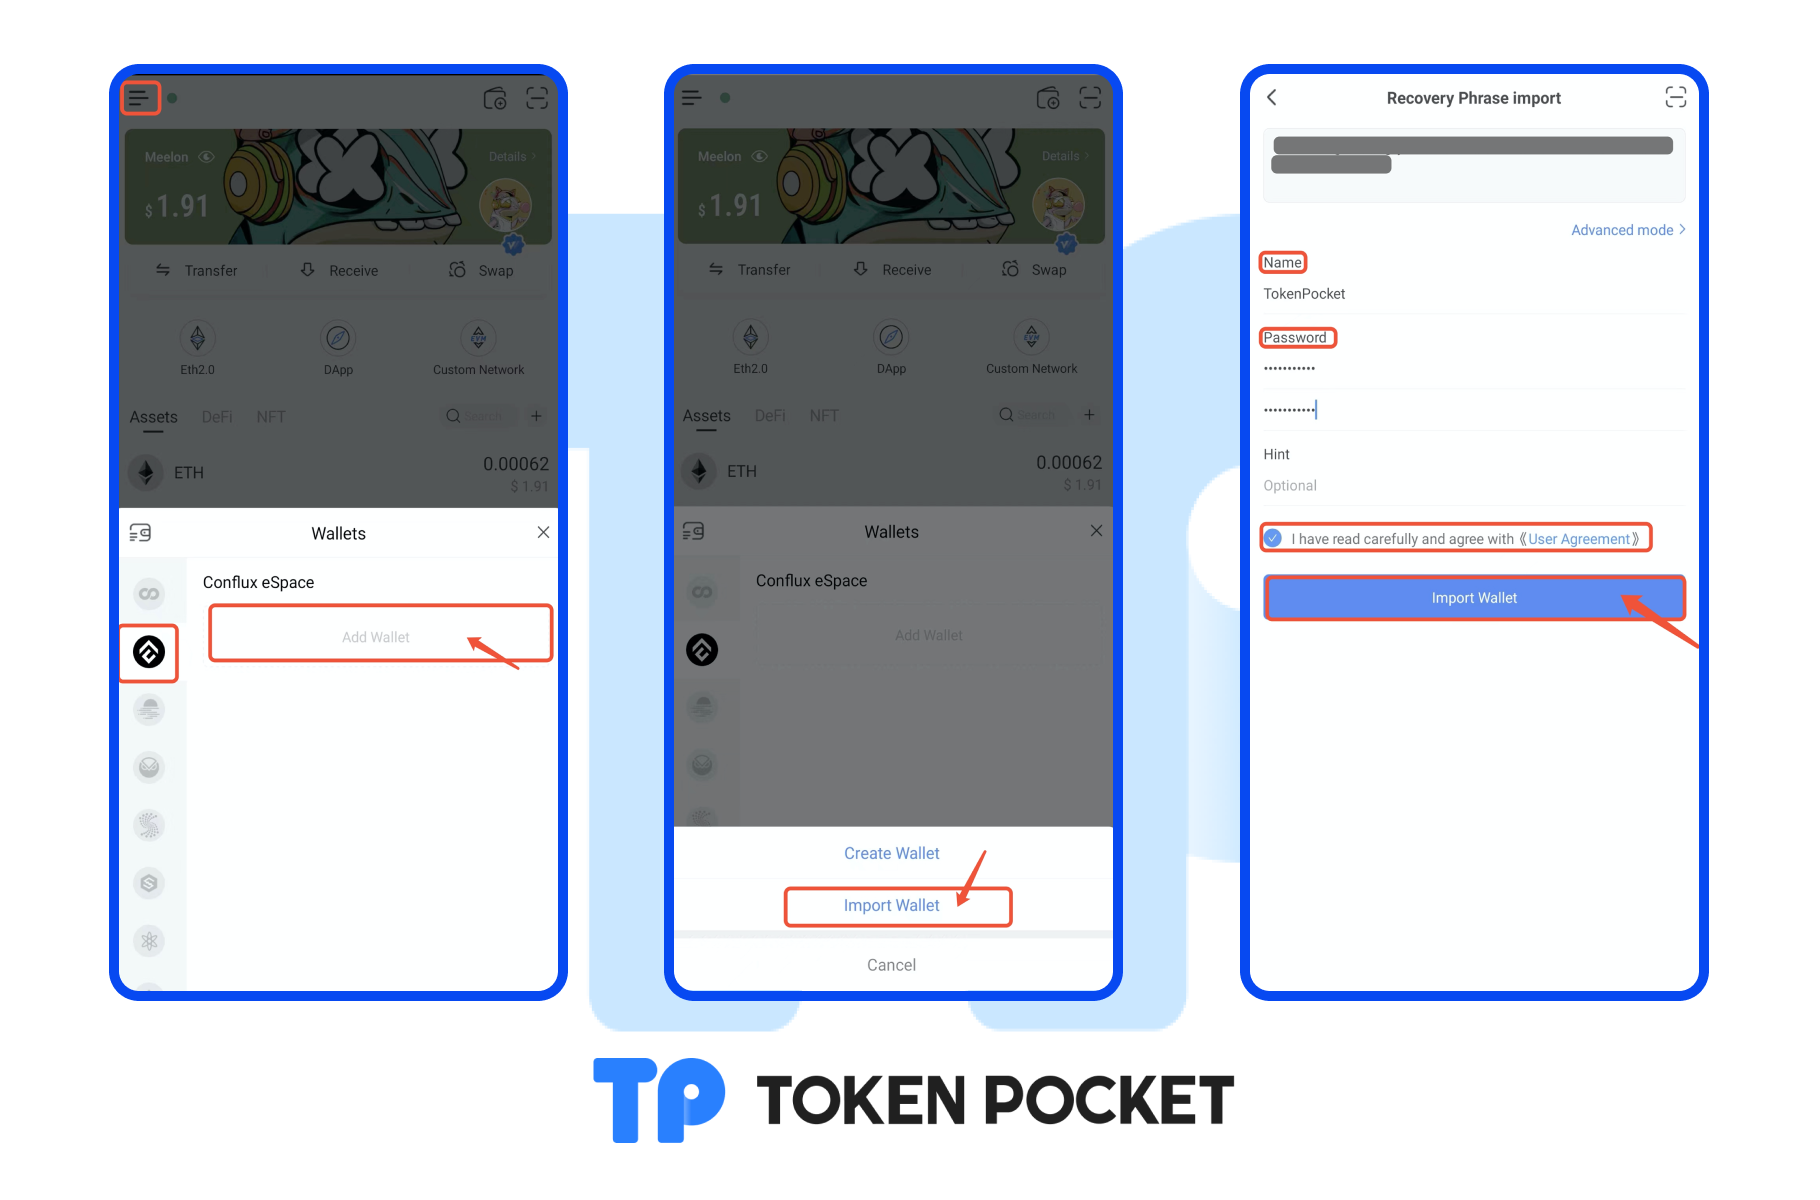 Meelon
Details
$ 1.91
Transfer
Receive
Swap
Eth2.0
DApp
EVM
Custom Network
Assets
DeFi
NFT
Search
ETH
0.00062
$ 1.91
Wallets
Conflux eSpace
Add Wallet
Meelon
Details
$ 1.91
Transfer
Receive
Swap
Eth2.0
DApp
EVM
Custom Network
Assets
DeFi
NFT
Search
ETH
0.00062
$ 1.91
Wallets
Conflux eSpace
Add Wallet
Create Wallet
Import Wallet
Cancel
Recovery Phrase import
Advanced mode
Name
TokenPocket
Password
Hint
Optional
I have read carefully and agree with《User Agreement》
Import Wallet
TP TOKEN POCKET